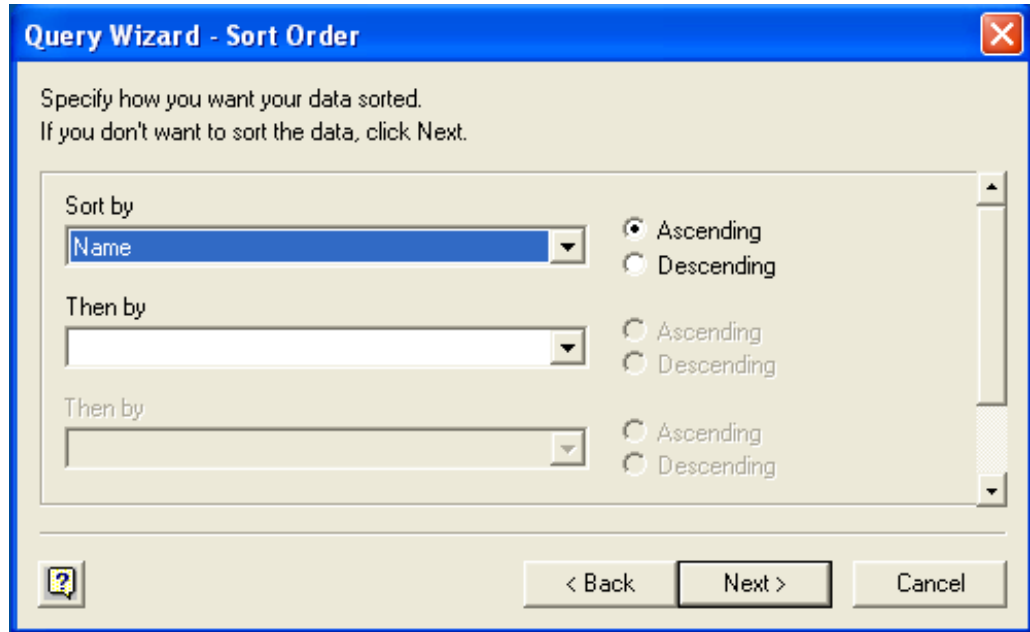 Query Wizard - Sort Order
Specify how you want your data sorted.
If you don't want to sort the data, click Next.
Sort by
Name
Ascending
Descending
Then by
Ascending
Descending
Then by
Ascending
Descending
?
< Back
Next >
Cancel